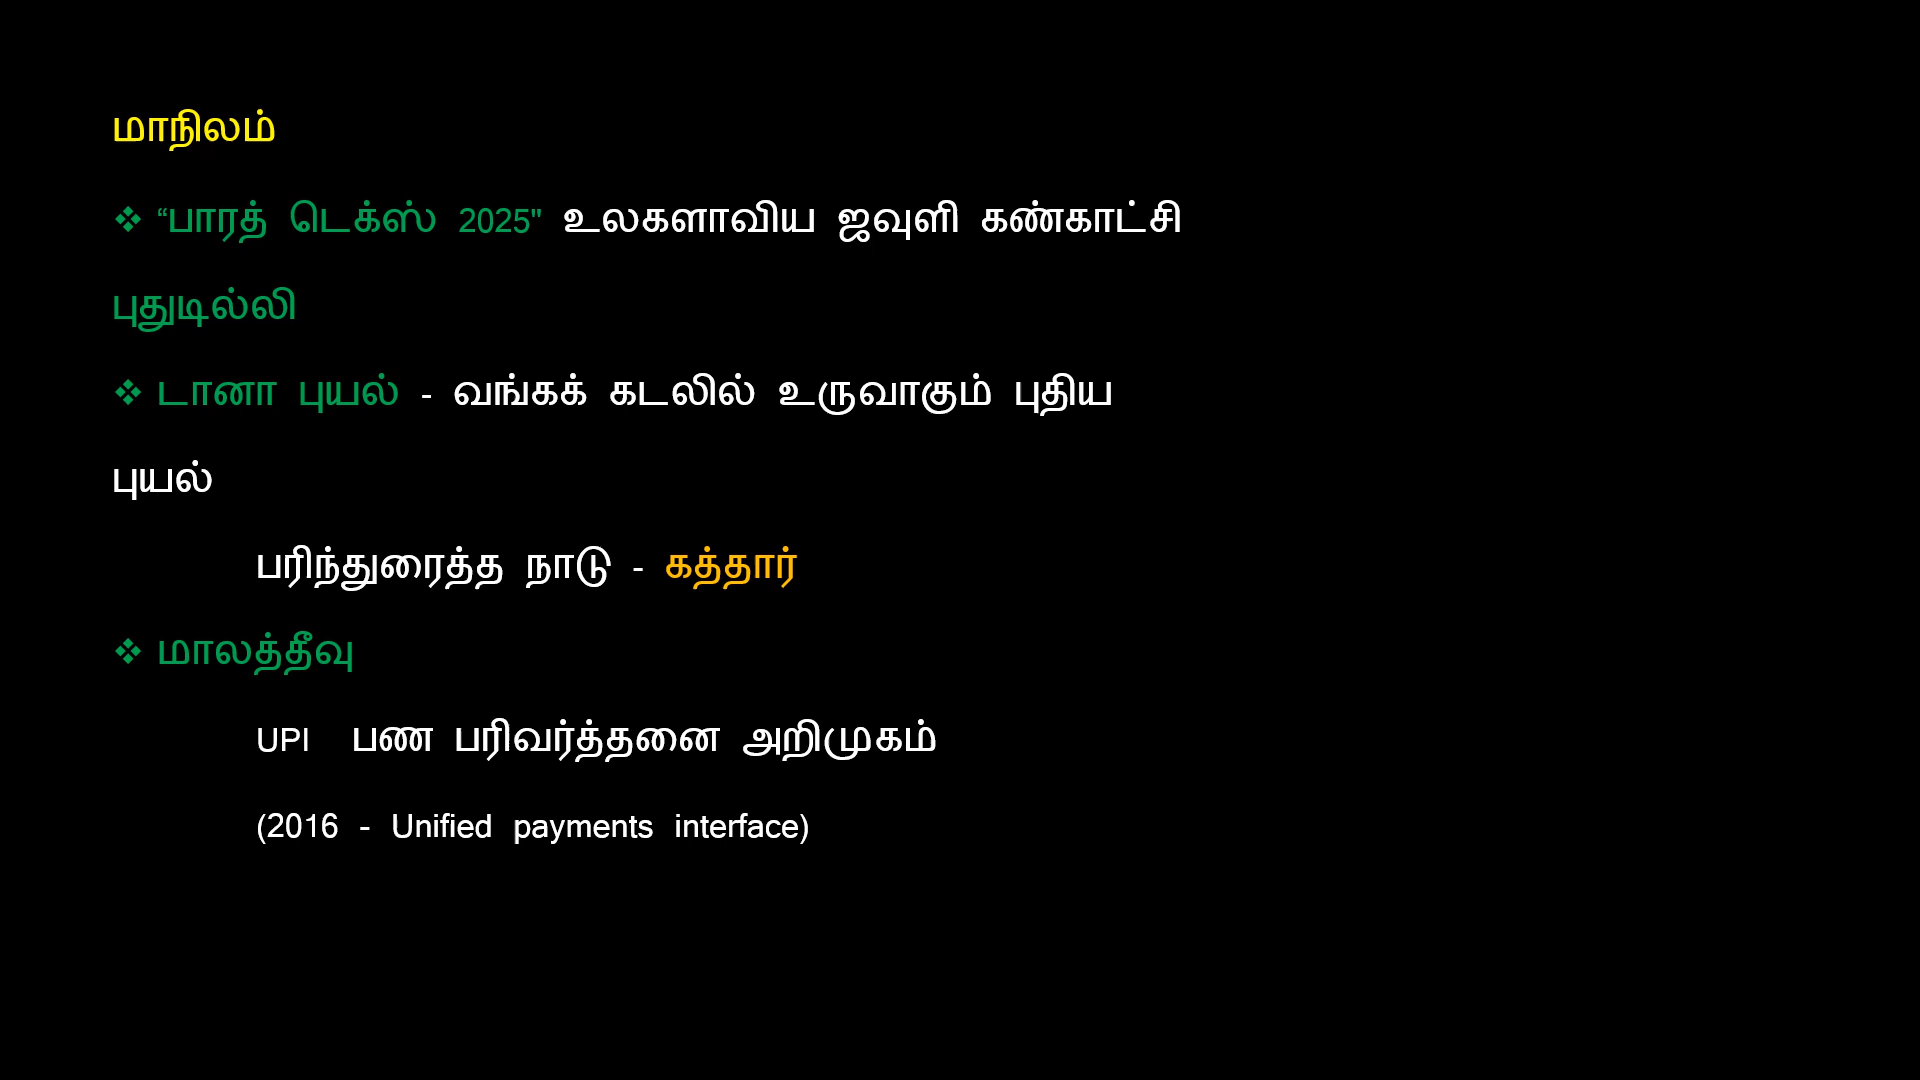 மாநிலம்
❖ “பாரத் டெக்ஸ் 2025" உலகளாவிய ஜவுளி கண்காட்சி
புதுடில்லி
❖ டானா புயல் - வங்கக் கடலில் உருவாகும் புதிய
புயல்
பரிந்துரைத்த நாடு - கத்தார்
❖ மாலத்தீவு
UPI பண பரிவர்த்தனை அறிமுகம்
(2016 - Unified payments interface)